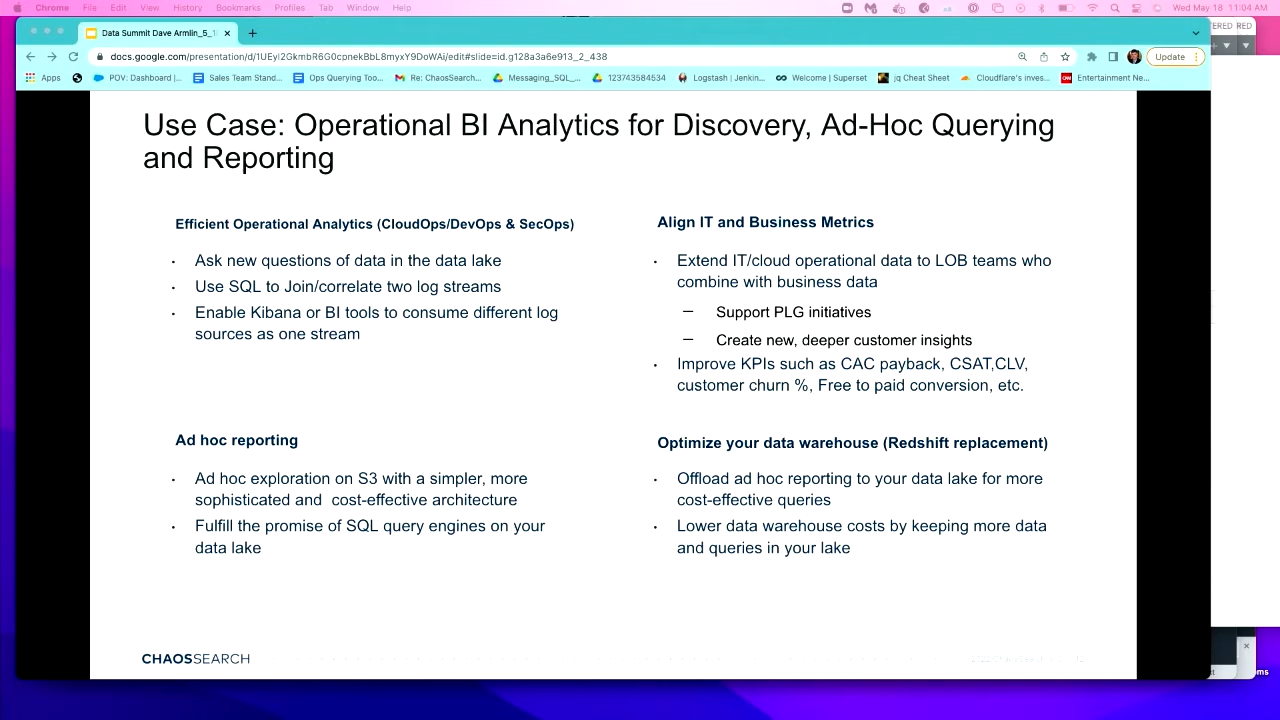 Chrome File Edit View History Bookmarks Profiles Tab Window Help
Wed May 18 11:04 AM
Data Summit Dave Armlin_5_1
docs.google.com/presentation/d/1UEyl2GkmbR6G0cpnekBbL8myxY9DoWAi/edit#slide=id.g128a3a6e913_2_438
Update
Apps POV: Dashboard |... Sales Team Stand... Ops Querying Too... Re: ChaosSearch... Messaging_SQL_... 123743584534 Logstash | Jenkin... Welcome | Superset jq Cheat Sheet Cloudflare's inves... Entertainment Ne...
Use Case: Operational BI Analytics for Discovery, Ad-Hoc Querying
and Reporting
Efficient Operational Analytics (CloudOps/DevOps & SecOps)
• Ask new questions of data in the data lake
• Use SQL to Join/correlate two log streams
• Enable Kibana or BI tools to consume different log
sources as one stream
Align IT and Business Metrics
• Extend IT/cloud operational data to LOB teams who
combine with business data
– Support PLG initiatives
– Create new, deeper customer insights
• Improve KPIs such as CAC payback, CSAT,CLV,
customer churn %, Free to paid conversion, etc.
Ad hoc reporting
• Ad hoc exploration on S3 with a simpler, more
sophisticated and cost-effective architecture
• Fulfill the promise of SQL query engines on your
data lake
Optimize your data warehouse (Redshift replacement)
• Offload ad hoc reporting to your data lake for more
cost-effective queries
• Lower data warehouse costs by keeping more data
and queries in your lake
CHAOSSEARCH